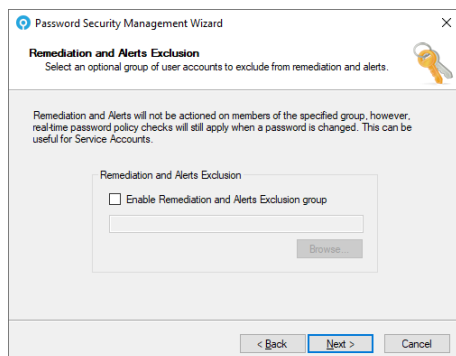 Password Security Management Wizard
Remediation and Alerts Exclusion
Select an optional group of user accounts to exclude from remediation and alerts.
Remediation and Alerts will not be actioned on members of the specified group, however,
real-time password policy checks will still apply when a password is changed. This can be
useful for Service Accounts.
Remediation and Alerts Exclusion
Enable Remediation and Alerts Exclusion group
Browse...
< Back
Next >
Cancel